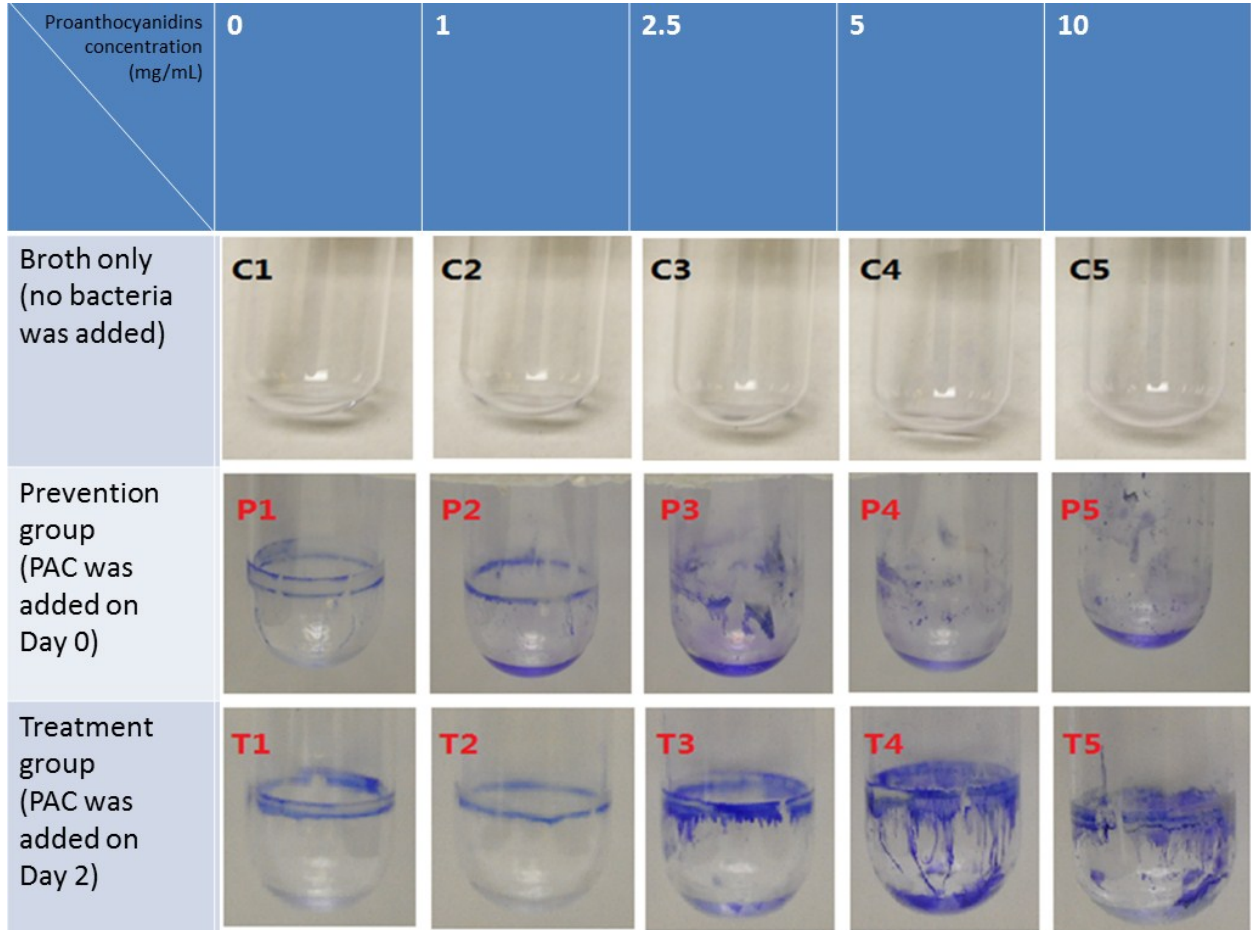 Proanthocyanidins
concentration
(mg/mL)
0
1
2.5
5
10
Broth only
(no bacteria
was added)
C1
C2
C3
C4
C5
Prevention
group
(PAC was
added on
Day 0)
P1
P2
P3
P4
P5
Treatment
group
(PAC was
added on
Day 2)
T1
T2
T3
T4
T5